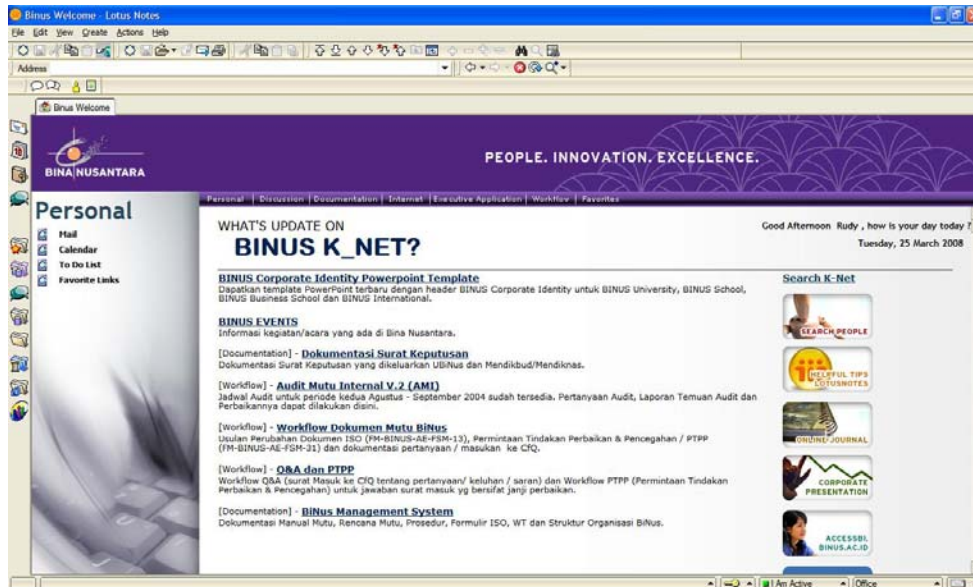 Binus Welcome - Lotus Notes
File Edit View Create Actions Help
Address
Binus Welcome
BINA NUSANTARA
PEOPLE. INNOVATION. EXCELLENCE.
Personal | Discussion | Documentation | Internet | Executive Application | Workflow | Favorites
Personal
Mail
Calendar
To Do List
Favorite Links
WHAT'S UPDATE ON
BINUS K_NET?
Good Afternoon Rudy , how is your day today ?
Tuesday, 25 March 2008
BINUS Corporate Identity Powerpoint Template
Dapatkan template PowerPoint terbaru dengan header BINUS Corporate Identity untuk BINUS University, BINUS School,
BINUS Business School dan BINUS International.
BINUS EVENTS
Informasi kegiatan/acara yang ada di Bina Nusantara.
[Documentation] - Dokumentasi Surat Keputusan
Dokumentasi Surat Keputusan yang dikeluarkan UBiNus dan Mendikbud/Mendiknas.
[Workflow] - Audit Mutu Internal V.2 (AMI)
Jadwal Audit untuk periode kedua Agustus - September 2004 sudah tersedia. Pertanyaan Audit, Laporan Temuan Audit dan
Perbaikannya dapat dilakukan disini.
[Workflow] - Workflow Dokumen Mutu BiNus
Usulan Perubahan Dokumen ISO (FM-BINUS-AE-FSM-13), Permintaan Tindakan Perbaikan & Pencegahan / PTPP
(FM-BINUS-AE-FSM-31) dan dokumentasi pertanyaan / masukan ke CfQ.
[Workflow] - Q&A dan PTPP
Workflow Q&A (surat Masuk ke CfQ tentang pertanyaan/ keluhan / saran) dan Workflow PTPP (Permintaan Tindakan
Perbaikan & Pencegahan) untuk jawaban surat masuk yg bersifat janji perbaikan.
[Documentation] - BiNus Management System
Dokumentasi Manual Mutu, Rencana Mutu, Prosedur, Formulir ISO, WT dan Struktur Organisasi BiNus.
Search K-Net
SEARCH PEOPLE
HELPFUL TIPS
LOTUSNOTES
ONLINE JOURNAL
CORPORATE
PRESENTATION
ACCESSBI.
BINUS.AC.ID
I Am Active
Office